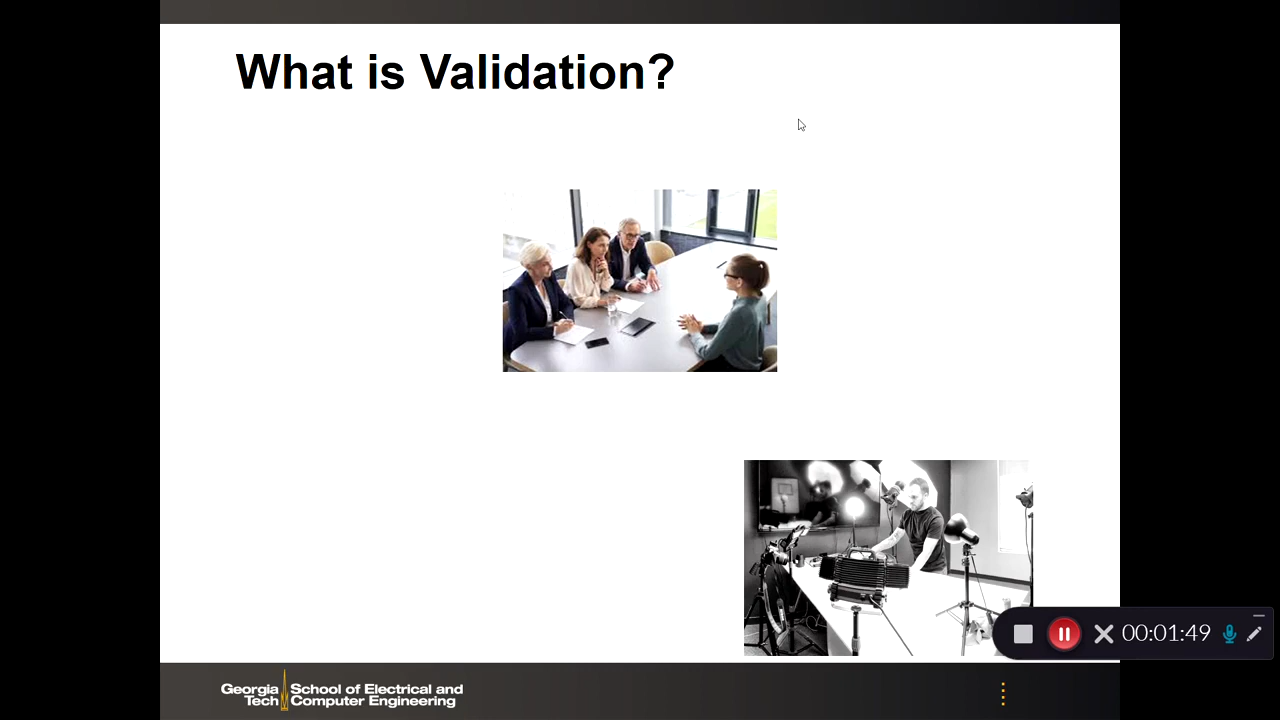 What is Validation?
00:01:49
Georgia Tech
School of Electrical and
Computer Engineering